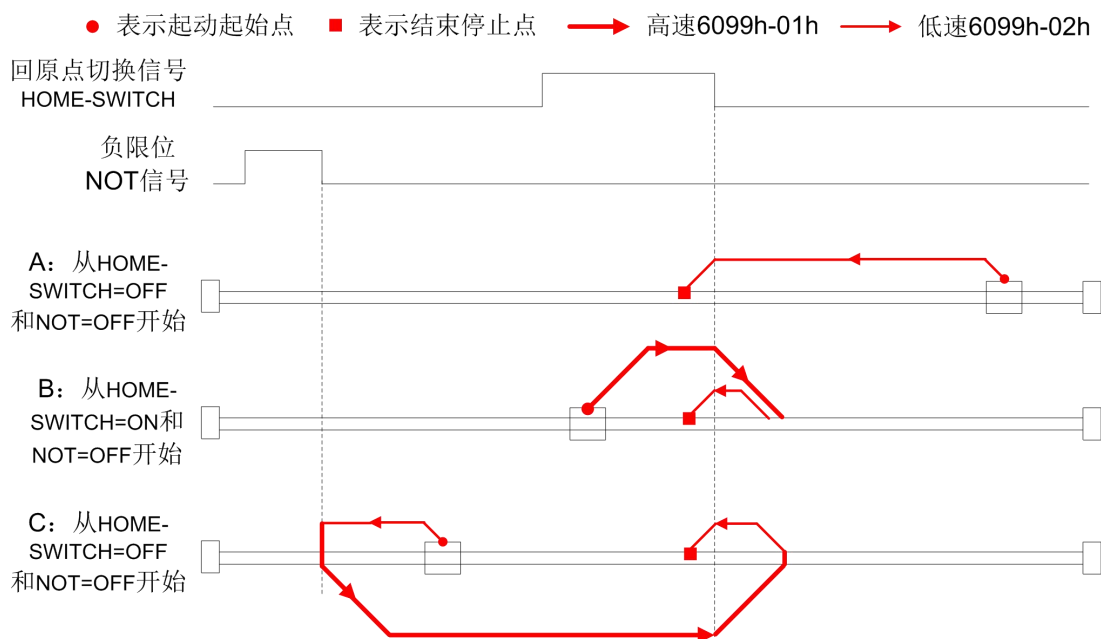 表示起动起始点 表示结束停止点 高速6099h-01h 低速6099h-02h
回原点切换信号
HOME-SWITCH
负限位
NOT信号
A：从HOME-
SWITCH=OFF
和NOT=OFF开始
B：从HOME-
SWITCH=ON和
NOT=OFF开始
C：从HOME-
SWITCH=OFF
和NOT=OFF开始